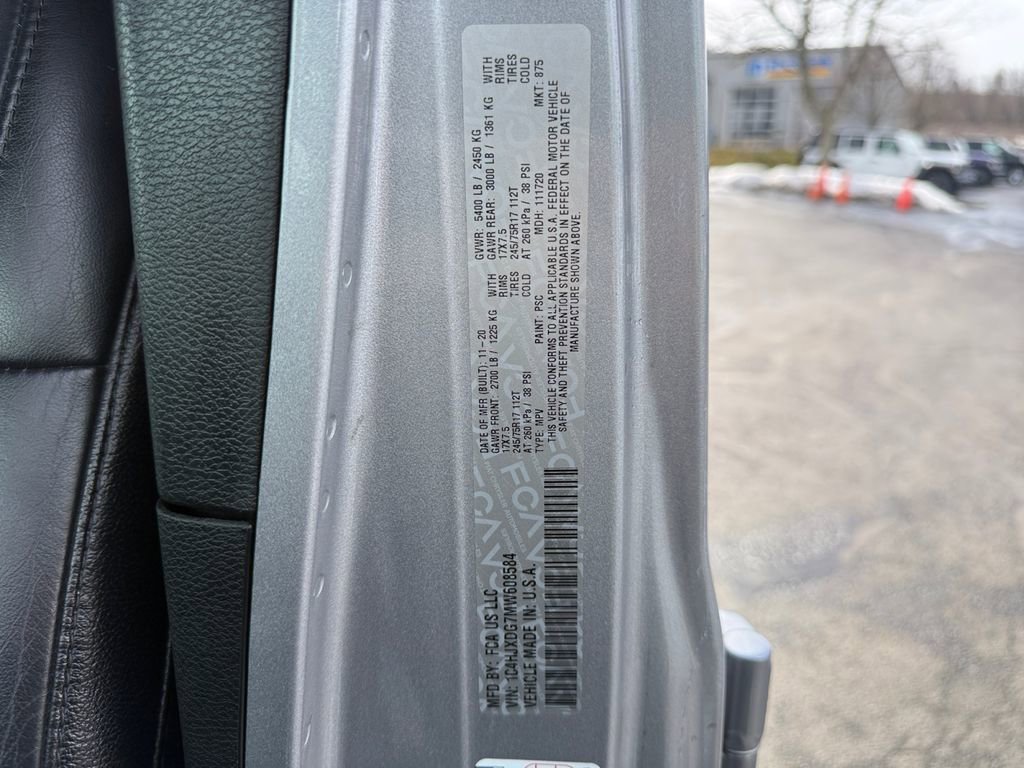 MFD BY: FCA US LLC
VIN: 1C4HJXDG7MW608584
VEHICLE MADE IN: U.S.A.
DATE OF MFR (BUILT): 11-20 GVWR: 5400 LB / 2450 KG
GAWR FRONT: 2700 LB / 1225 KG WITH GAWR REAR: 3000 LB / 1361 KG WITH
17X7.5 RIMS 17X7.5 RIMS
245/75R17 112T TIRES 245/75R17 112T TIRES
AT 260 kPa / 38 PSI COLD AT 260 kPa / 38 PSI COLD
TYPE: MPV PAINT: PSC MDH: 111720 MKT: 875
THIS VEHICLE CONFORMS TO ALL APPLICABLE U.S.A. FEDERAL MOTOR VEHICLE
SAFETY AND THEFT PREVENTION STANDARDS IN EFFECT ON THE DATE OF
MANUFACTURE SHOWN ABOVE.
FCA